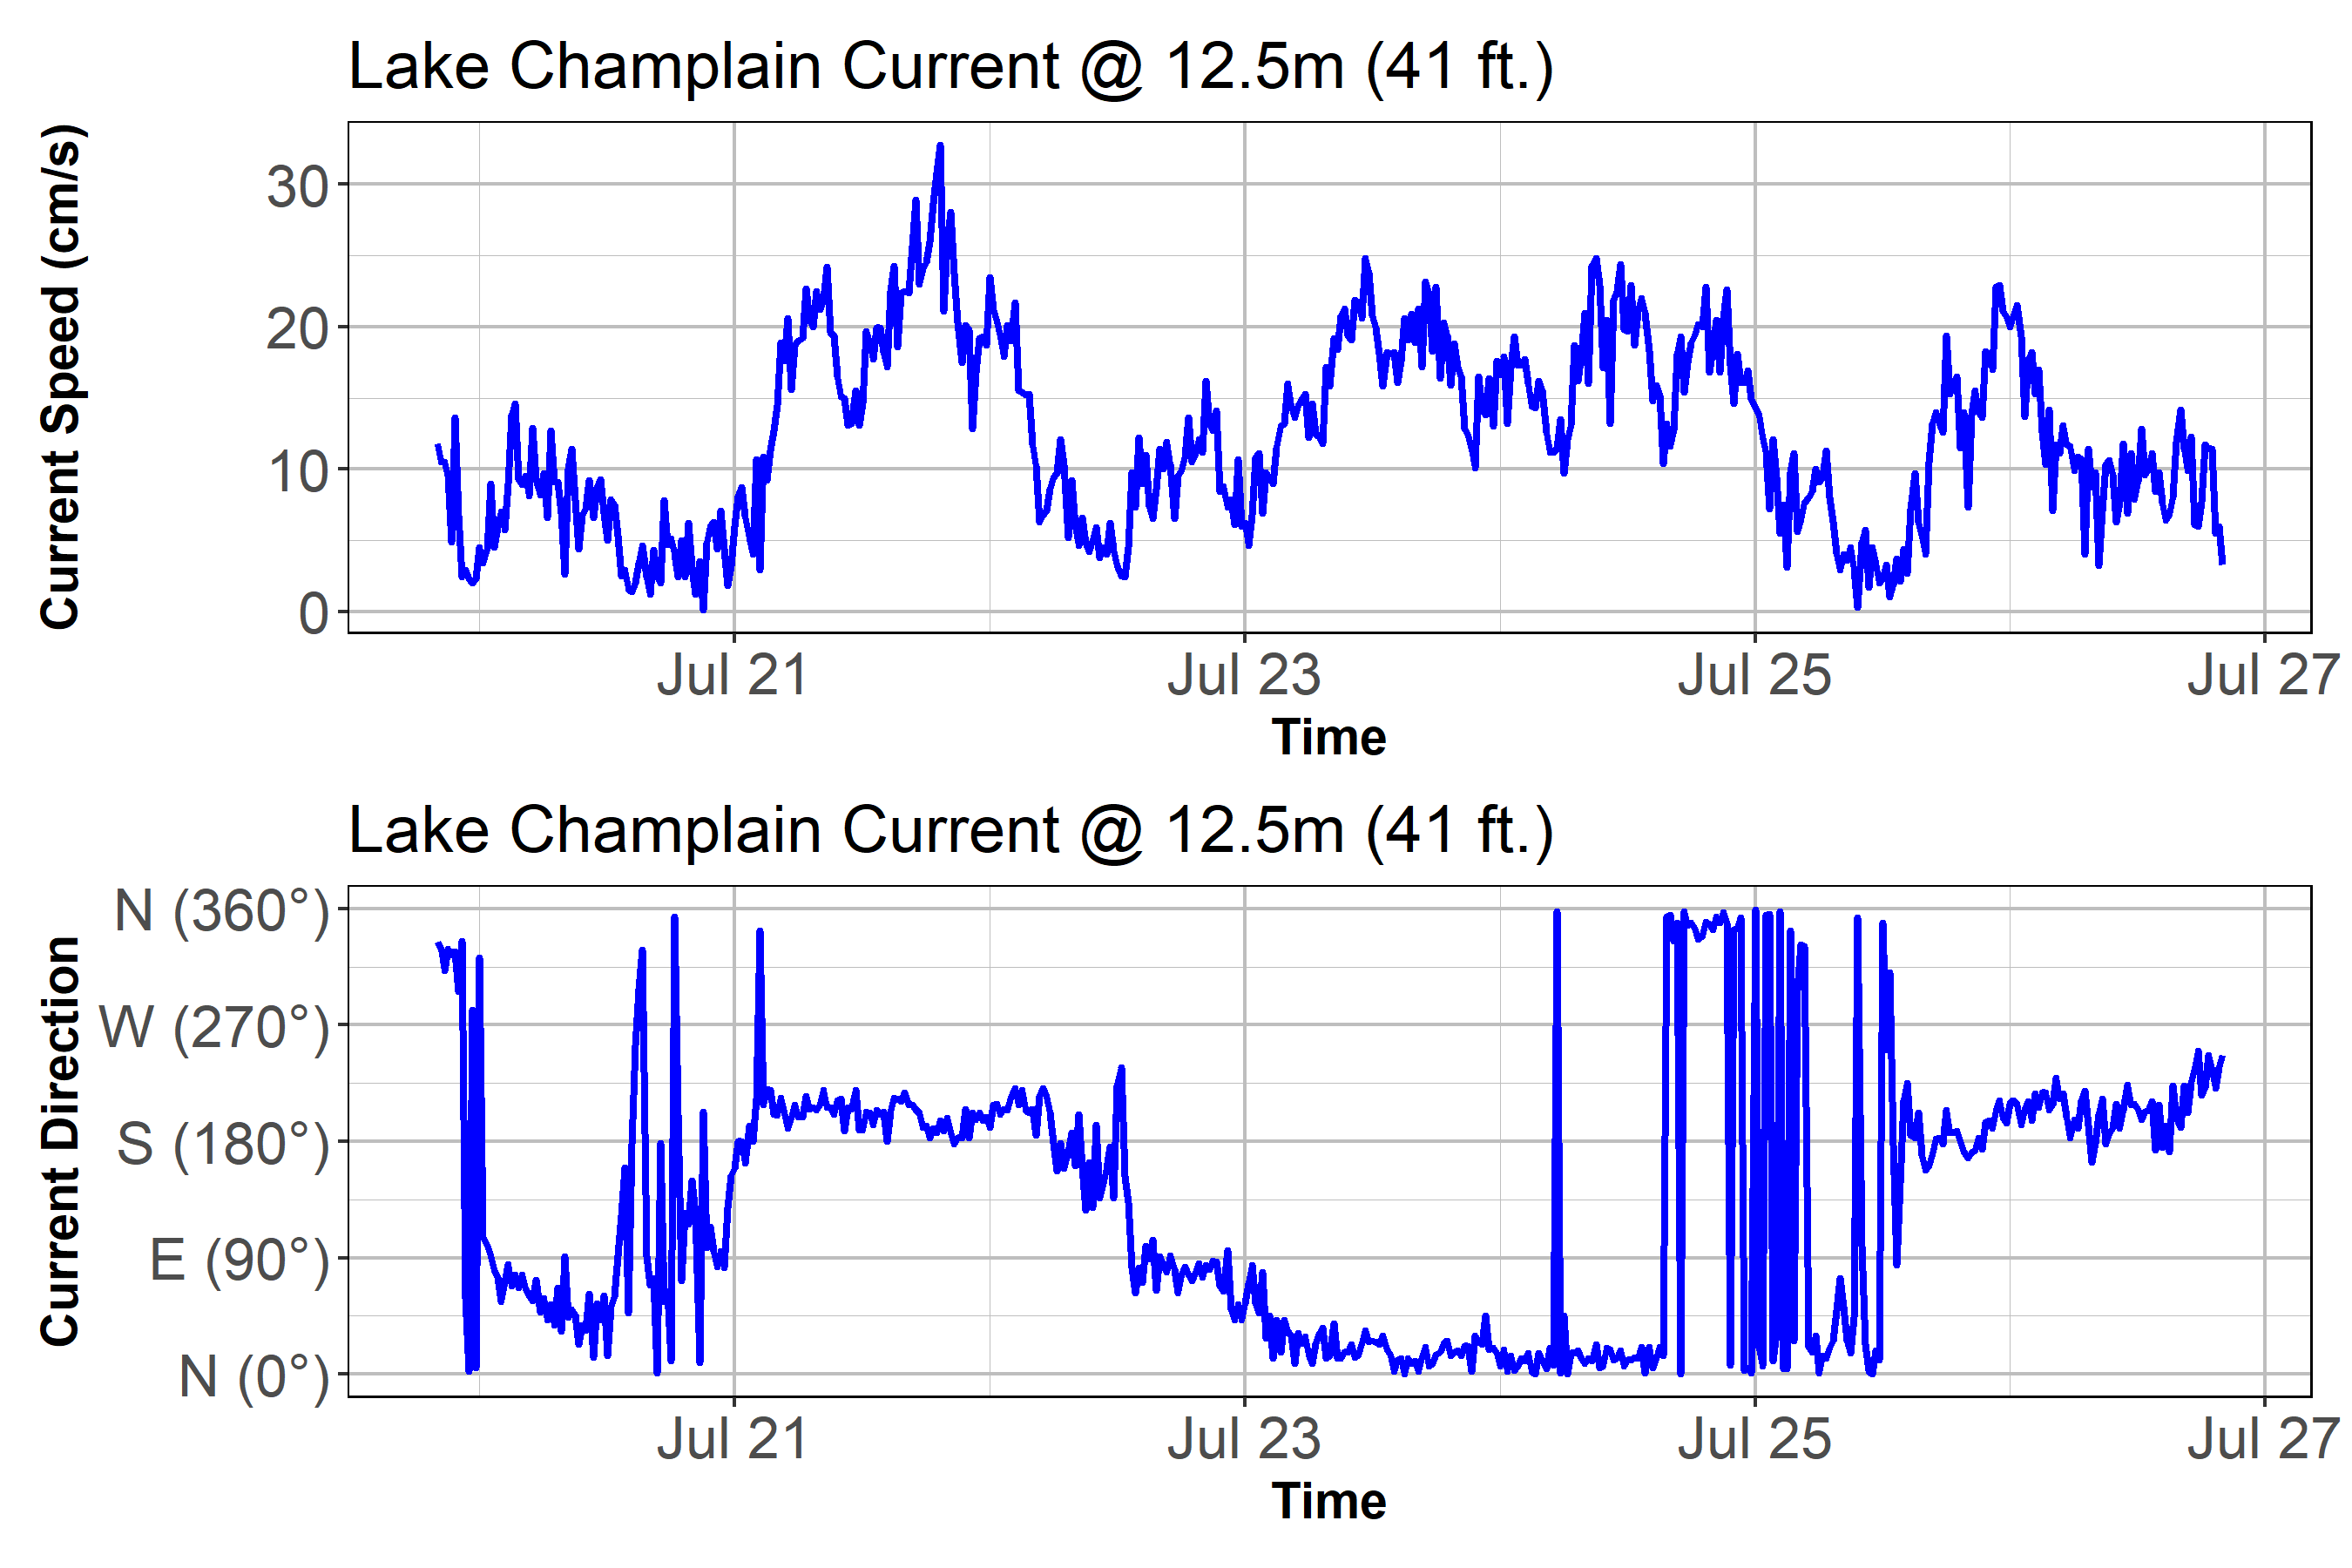 Lake Champlain Current @ 12.5m (41 ft.)
Current Speed (cm/s)
30
20
10
0
Jul 21 Jul 23 Jul 25 Jul 27
Time
Lake Champlain Current @ 12.5m (41 ft.)
Current Direction
N (360°)
W (270°)
S (180°)
E (90°)
N (0°)
Jul 21 Jul 23 Jul 25 Jul 27
Time